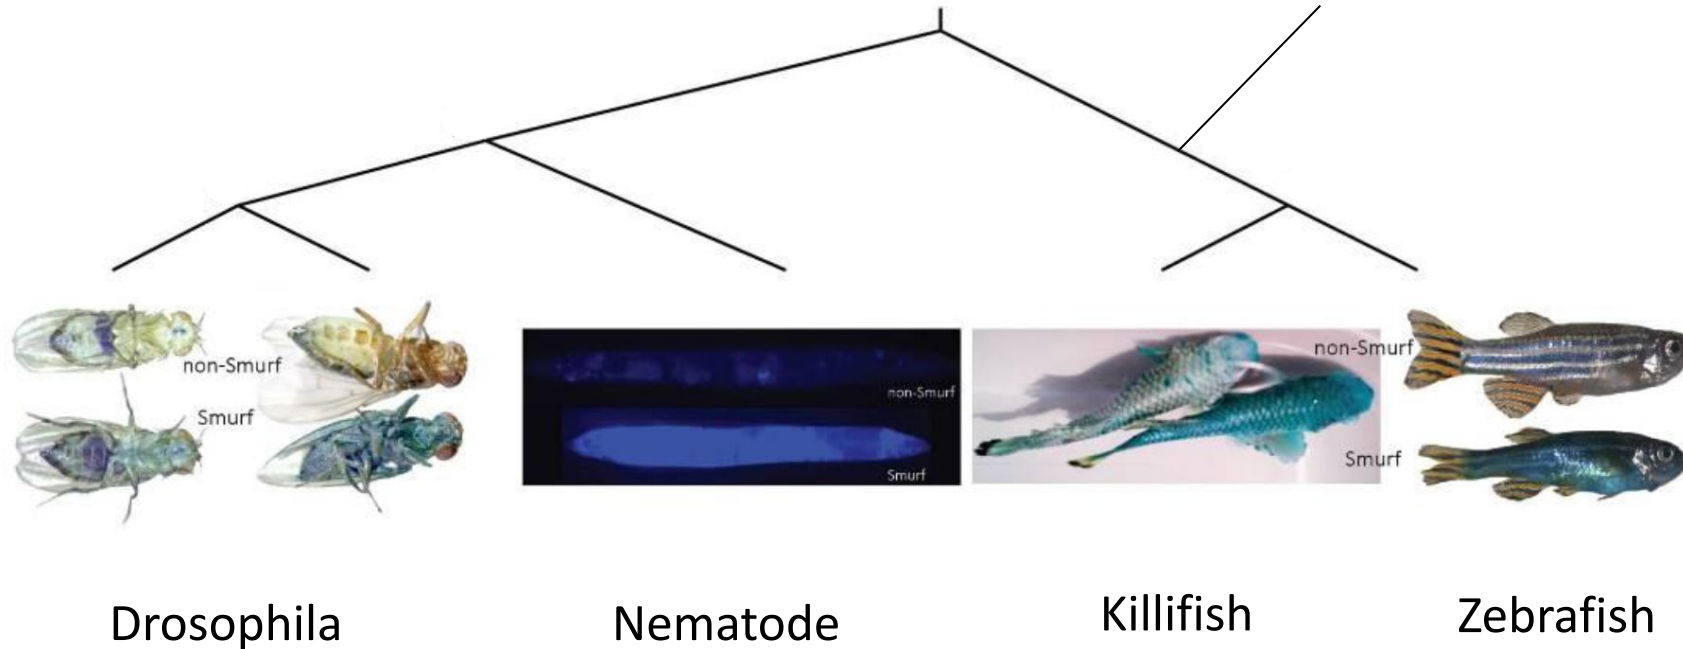 non-Smurf
Smurf
non-Smurf
Smurf
non-Smurf
Smurf
Drosophila
Nematode
Killifish
Zebrafish